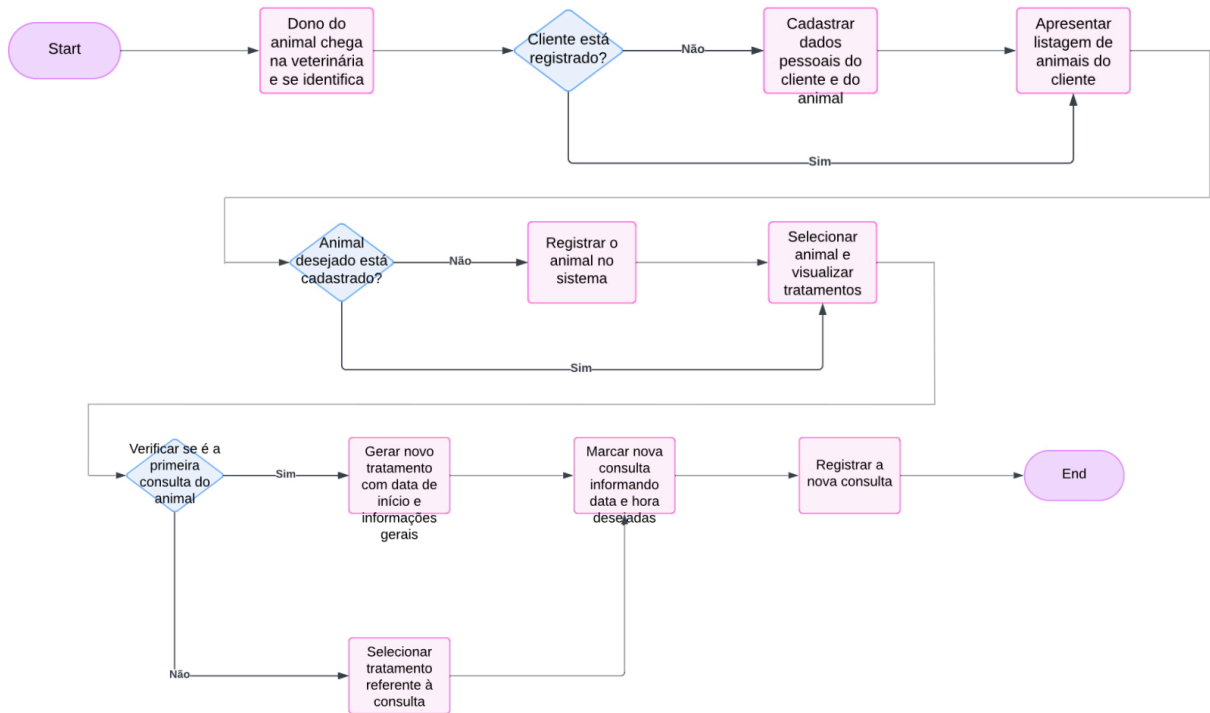 Start
Dono do
animal chega
na veterinária
e se identifica
Cliente está
registrado?
Não
Cadastrar
dados
pessoais do
cliente e do
animal
Apresentar
listagem de
animais do
cliente
Sim
Animal
desejado está
cadastrado?
Não
Registrar o
animal no
sistema
Selecionar
animal e
visualizar
tratamentos
Sim
Verificar se é a
primeira
consulta do
animal
Sim
Gerar novo
tratamento
com data de
início e
informações
gerais
Marcar nova
consulta
informando
data e hora
desejadas
Registrar a
nova consulta
End
Não
Selecionar
tratamento
referente à
consulta